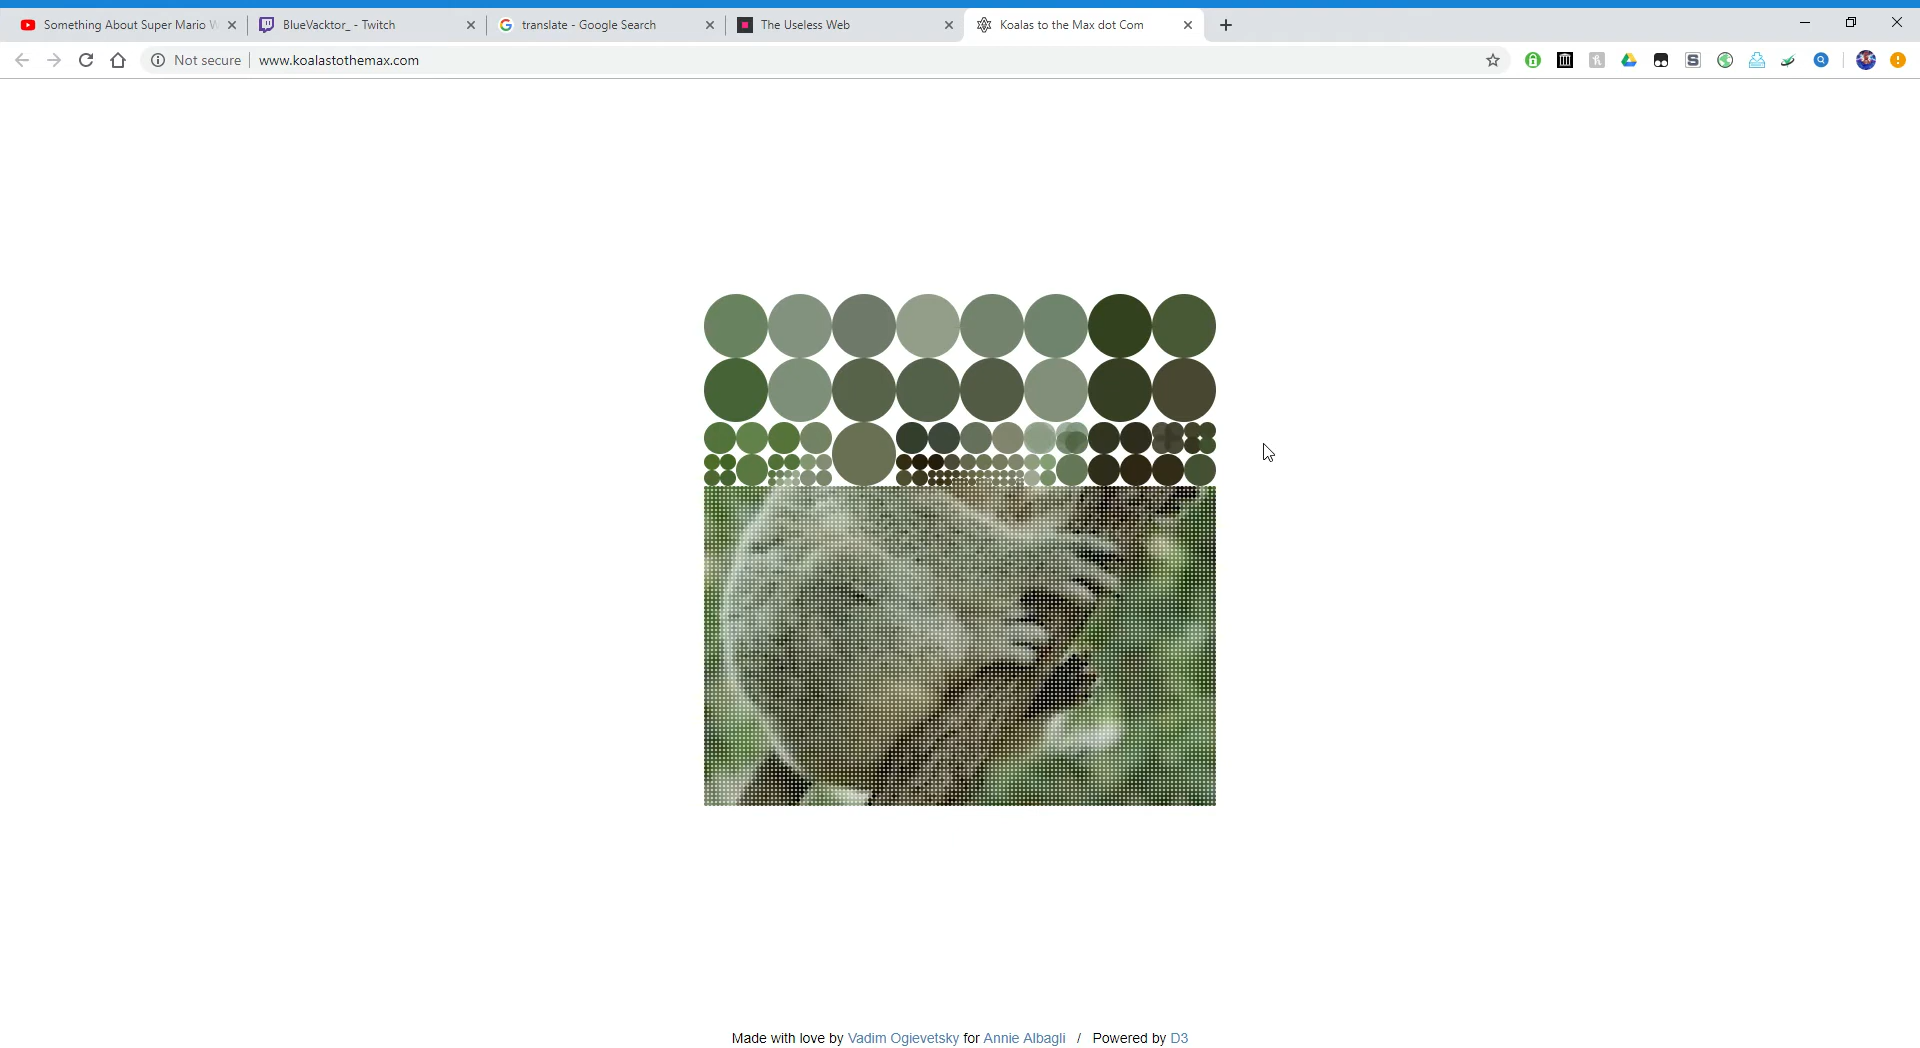 Something About Super Mario W
BlueVacktor_ - Twitch
translate - Google Search
The Useless Web
Koalas to the Max dot Com
Not secure
www.koalastothemax.com
Made with love by Vadim Ogievetsky for Annie Albagli / Powered by D3